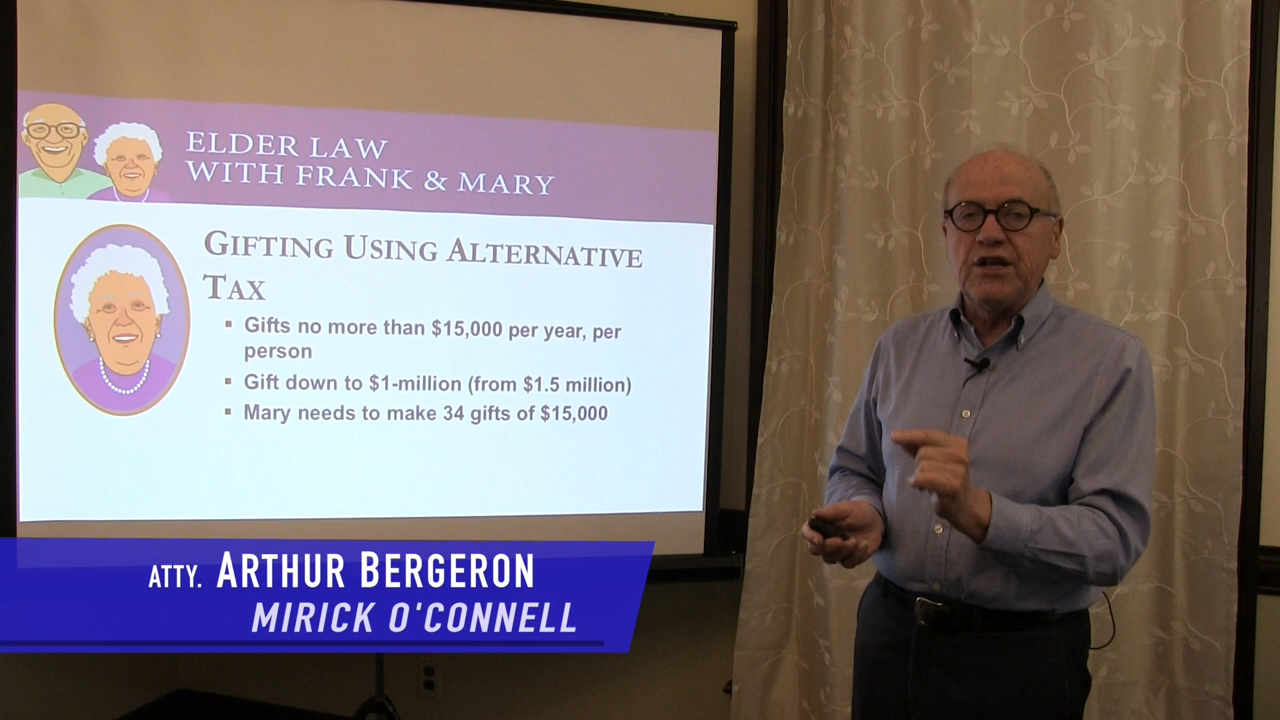 ELDER LAW
WITH FRANK & MARY
GIFTING USING ALTERNATIVE
TAX
▪ Gifts no more than $15,000 per year, per
person
▪ Gift down to $1-million (from $1.5 million)
▪ Mary needs to make 34 gifts of $15,000
ATTY. ARTHUR BERGERON
MIRICK O'CONNELL